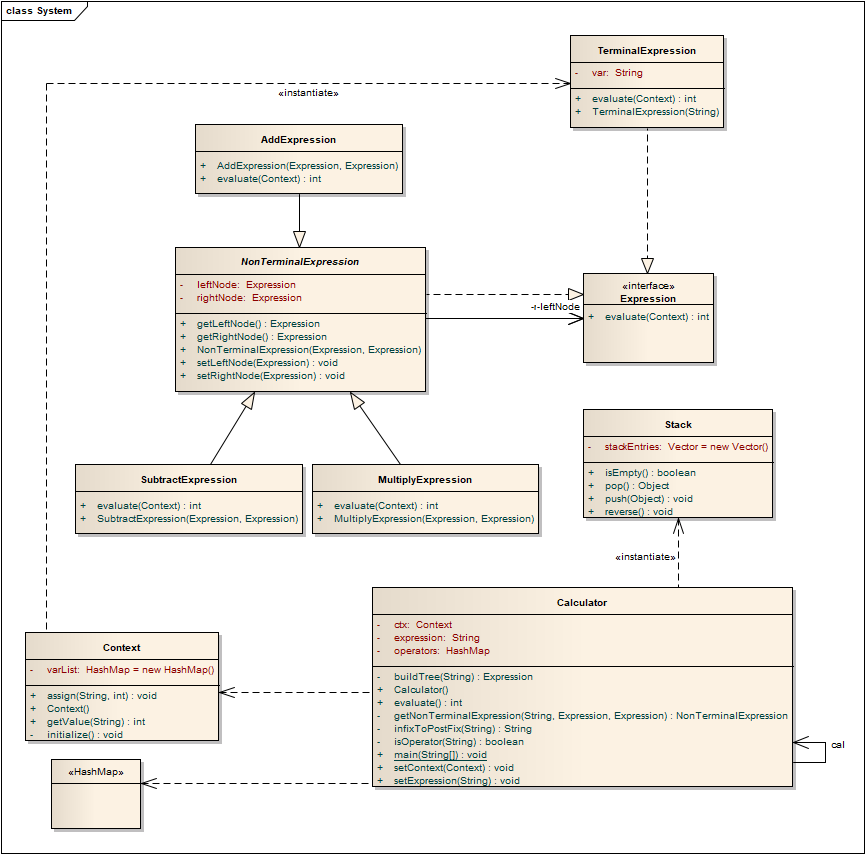 class System
TerminalExpression
- var: String
+ evaluate(Context) : int
+ TerminalExpression(String)
«instantiate»
AddExpression
+ AddExpression(Expression, Expression)
+ evaluate(Context) : int
NonTerminalExpression
- leftNode: Expression
- rightNode: Expression
+ getLeftNode() : Expression
+ getRightNode() : Expression
+ NonTerminalExpression(Expression, Expression)
+ setLeftNode(Expression) : void
+ setRightNode(Expression) : void
-leftNode
«interface»
Expression
+ evaluate(Context) : int
Stack
- stackEntries: Vector = new Vector()
+ isEmpty() : boolean
+ pop() : Object
+ push(Object) : void
+ reverse() : void
SubtractExpression
+ evaluate(Context) : int
+ SubtractExpression(Expression, Expression)
MultiplyExpression
+ evaluate(Context) : int
+ MultiplyExpression(Expression, Expression)
«instantiate»
Calculator
- ctx: Context
- expression: String
- operators: HashMap
- buildTree(String) : Expression
+ Calculator()
+ evaluate() : int
- getNonTerminalExpression(String, Expression, Expression) : NonTerminalExpression
- infixToPostFix(String) : String
- isOperator(String) : boolean
+ main(String[]) : void
+ setContext(Context) : void
+ setExpression(String) : void
cal
Context
- varList: HashMap = new HashMap()
+ assign(String, int) : void
+ Context()
+ getValue(String) : int
- initialize() : void
«HashMap»